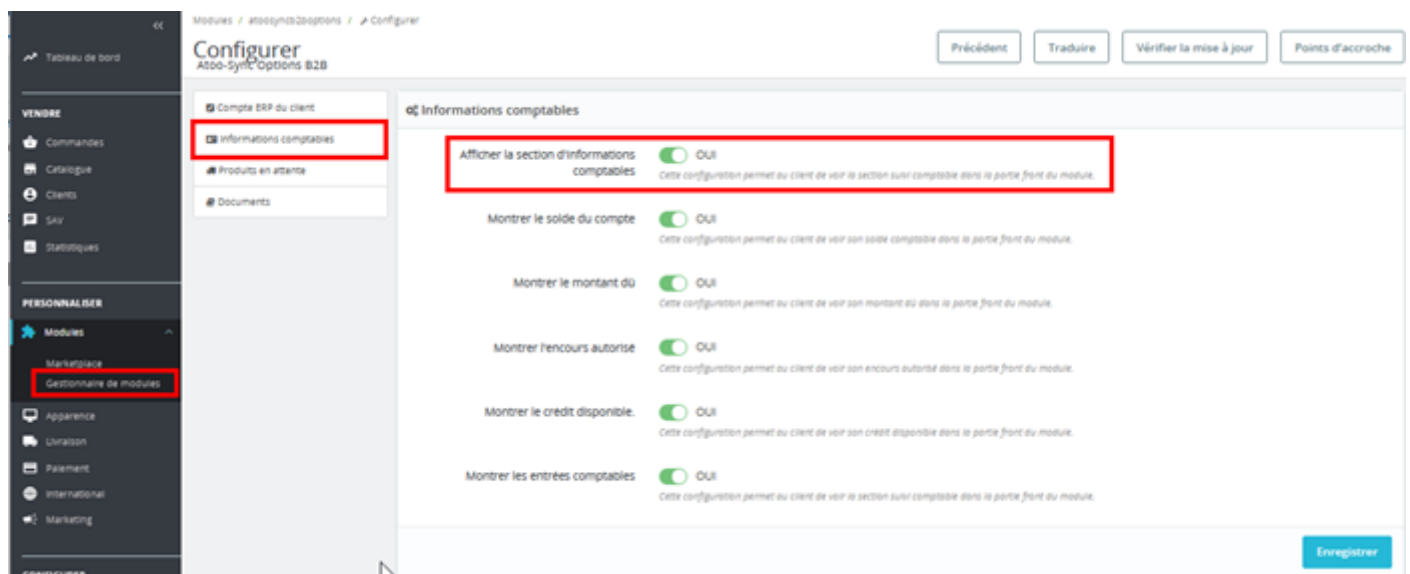 «
Modules / atoosyncb2boptions / Configurer
Configurer
Atoo-Sync Options B2B
Précédent
Traduire
Vérifier la mise à jour
Points d'accroche
Tableau de bord
VENDRE
Commandes
Catalogue
Clients
SAV
Statistiques
PERSONNALISER
Modules
Marketplace
Gestionnaire de modules
Apparence
Livraison
Paiement
International
Marketing
CONFIGURER
Compte ERP du client
Informations comptables
Produits en attente
Documents
Informations comptables
Afficher la section d'informations
comptables
OUI
Cette configuration permet au client de voir la section suivi comptable dans la partie front du module.
Montrer le solde du compte
OUI
Cette configuration permet au client de voir son solde comptable dans la partie front du module.
Montrer le montant dû
OUI
Cette configuration permet au client de voir son montant dû dans la partie front du module.
Montrer l'encours autorisé
OUI
Cette configuration permet au client de voir son encours autorisé dans la partie front du module.
Montrer le crédit disponible.
OUI
Cette configuration permet au client de voir son crédit disponible dans la partie front du module.
Montrer les entrées comptables
OUI
Cette configuration permet au client de voir la section suivi comptable dans la partie front du module.
Enregistrer